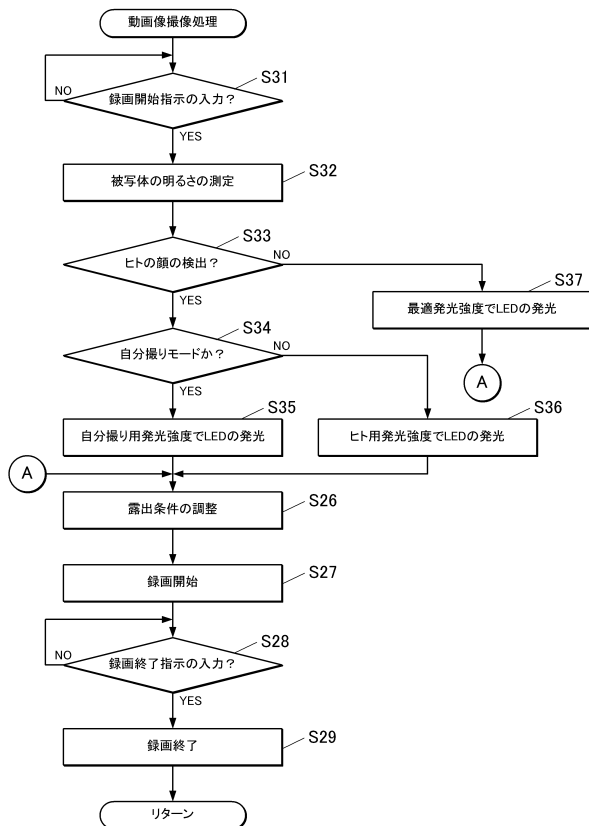 動画像撮像処理
S31
NO
録画開始指示の入力？
YES
S32
被写体の明るさの測定
S33
NO
ヒトの顔の検出？
YES
S37
最適発光強度でLEDの発光
A
S34
NO
自分撮りモードか？
YES
S35
自分撮り用発光強度でLEDの発光
S36
ヒト用発光強度でLEDの発光
A
S26
露出条件の調整
S27
録画開始
S28
NO
録画終了指示の入力？
YES
S29
録画終了
リターン